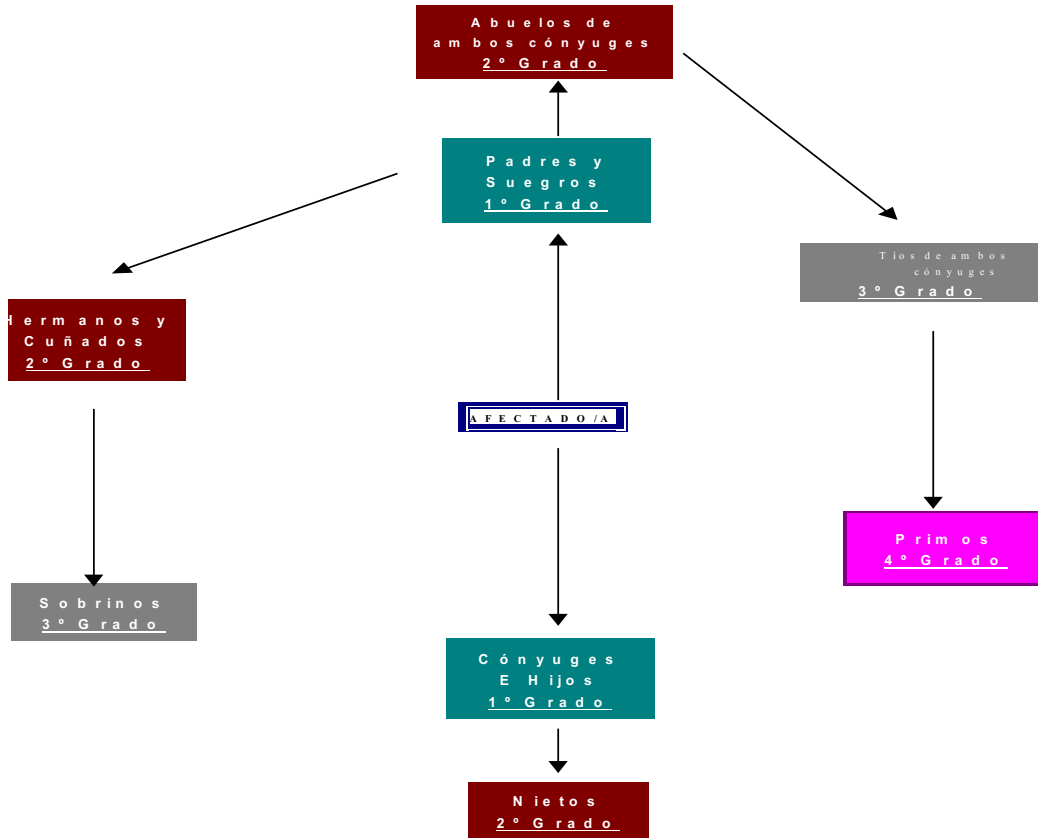 Abuelos de
ambos cónyuges
2º Grado
Padres y
Suegros
1º Grado
Tios de ambos
cónyuges
3º Grado
Hermanos y
Cuñados
2º Grado
AFECTADO/A
Primos
4º Grado
Sobrinos
3º Grado
Cónyuges
E Hijos
1º Grado
Nietos
2º Grado